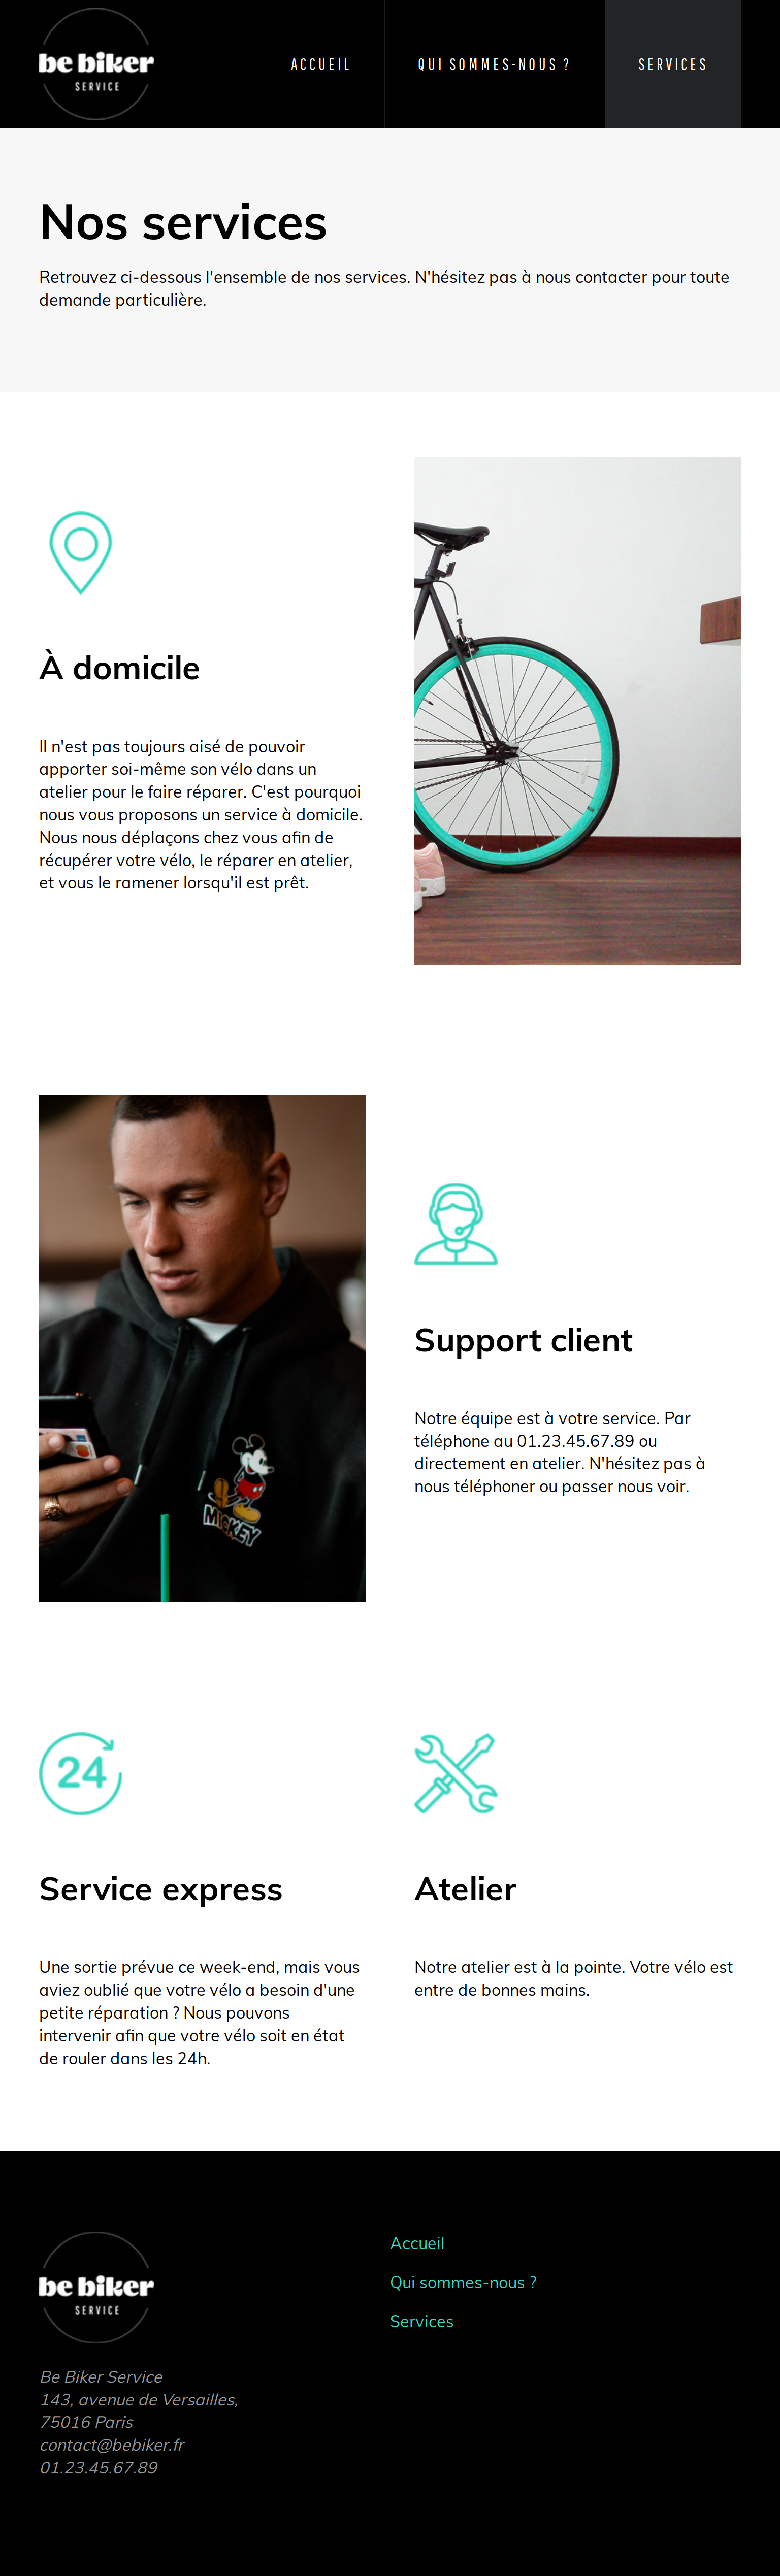 be biker
SERVICE
ACCUEIL
QUI SOMMES-NOUS ?
SERVICES
Nos services
Retrouvez ci-dessous l'ensemble de nos services. N'hésitez pas à nous contacter pour toute
demande particulière.
À domicile
Il n'est pas toujours aisé de pouvoir
apporter soi-même son vélo dans un
atelier pour le faire réparer. C'est pourquoi
nous vous proposons un service à domicile.
Nous nous déplaçons chez vous afin de
récupérer votre vélo, le réparer en atelier,
et vous le ramener lorsqu'il est prêt.
MICKEY
Support client
Notre équipe est à votre service. Par
téléphone au 01.23.45.67.89 ou
directement en atelier. N'hésitez pas à
nous téléphoner ou passer nous voir.
24
Service express
Une sortie prévue ce week-end, mais vous
aviez oublié que votre vélo a besoin d'une
petite réparation ? Nous pouvons
intervenir afin que votre vélo soit en état
de rouler dans les 24h.
Atelier
Notre atelier est à la pointe. Votre vélo est
entre de bonnes mains.
be biker
SERVICE
Be Biker Service
143, avenue de Versailles,
75016 Paris
contact@bebiker.fr
01.23.45.67.89
Accueil
Qui sommes-nous ?
Services